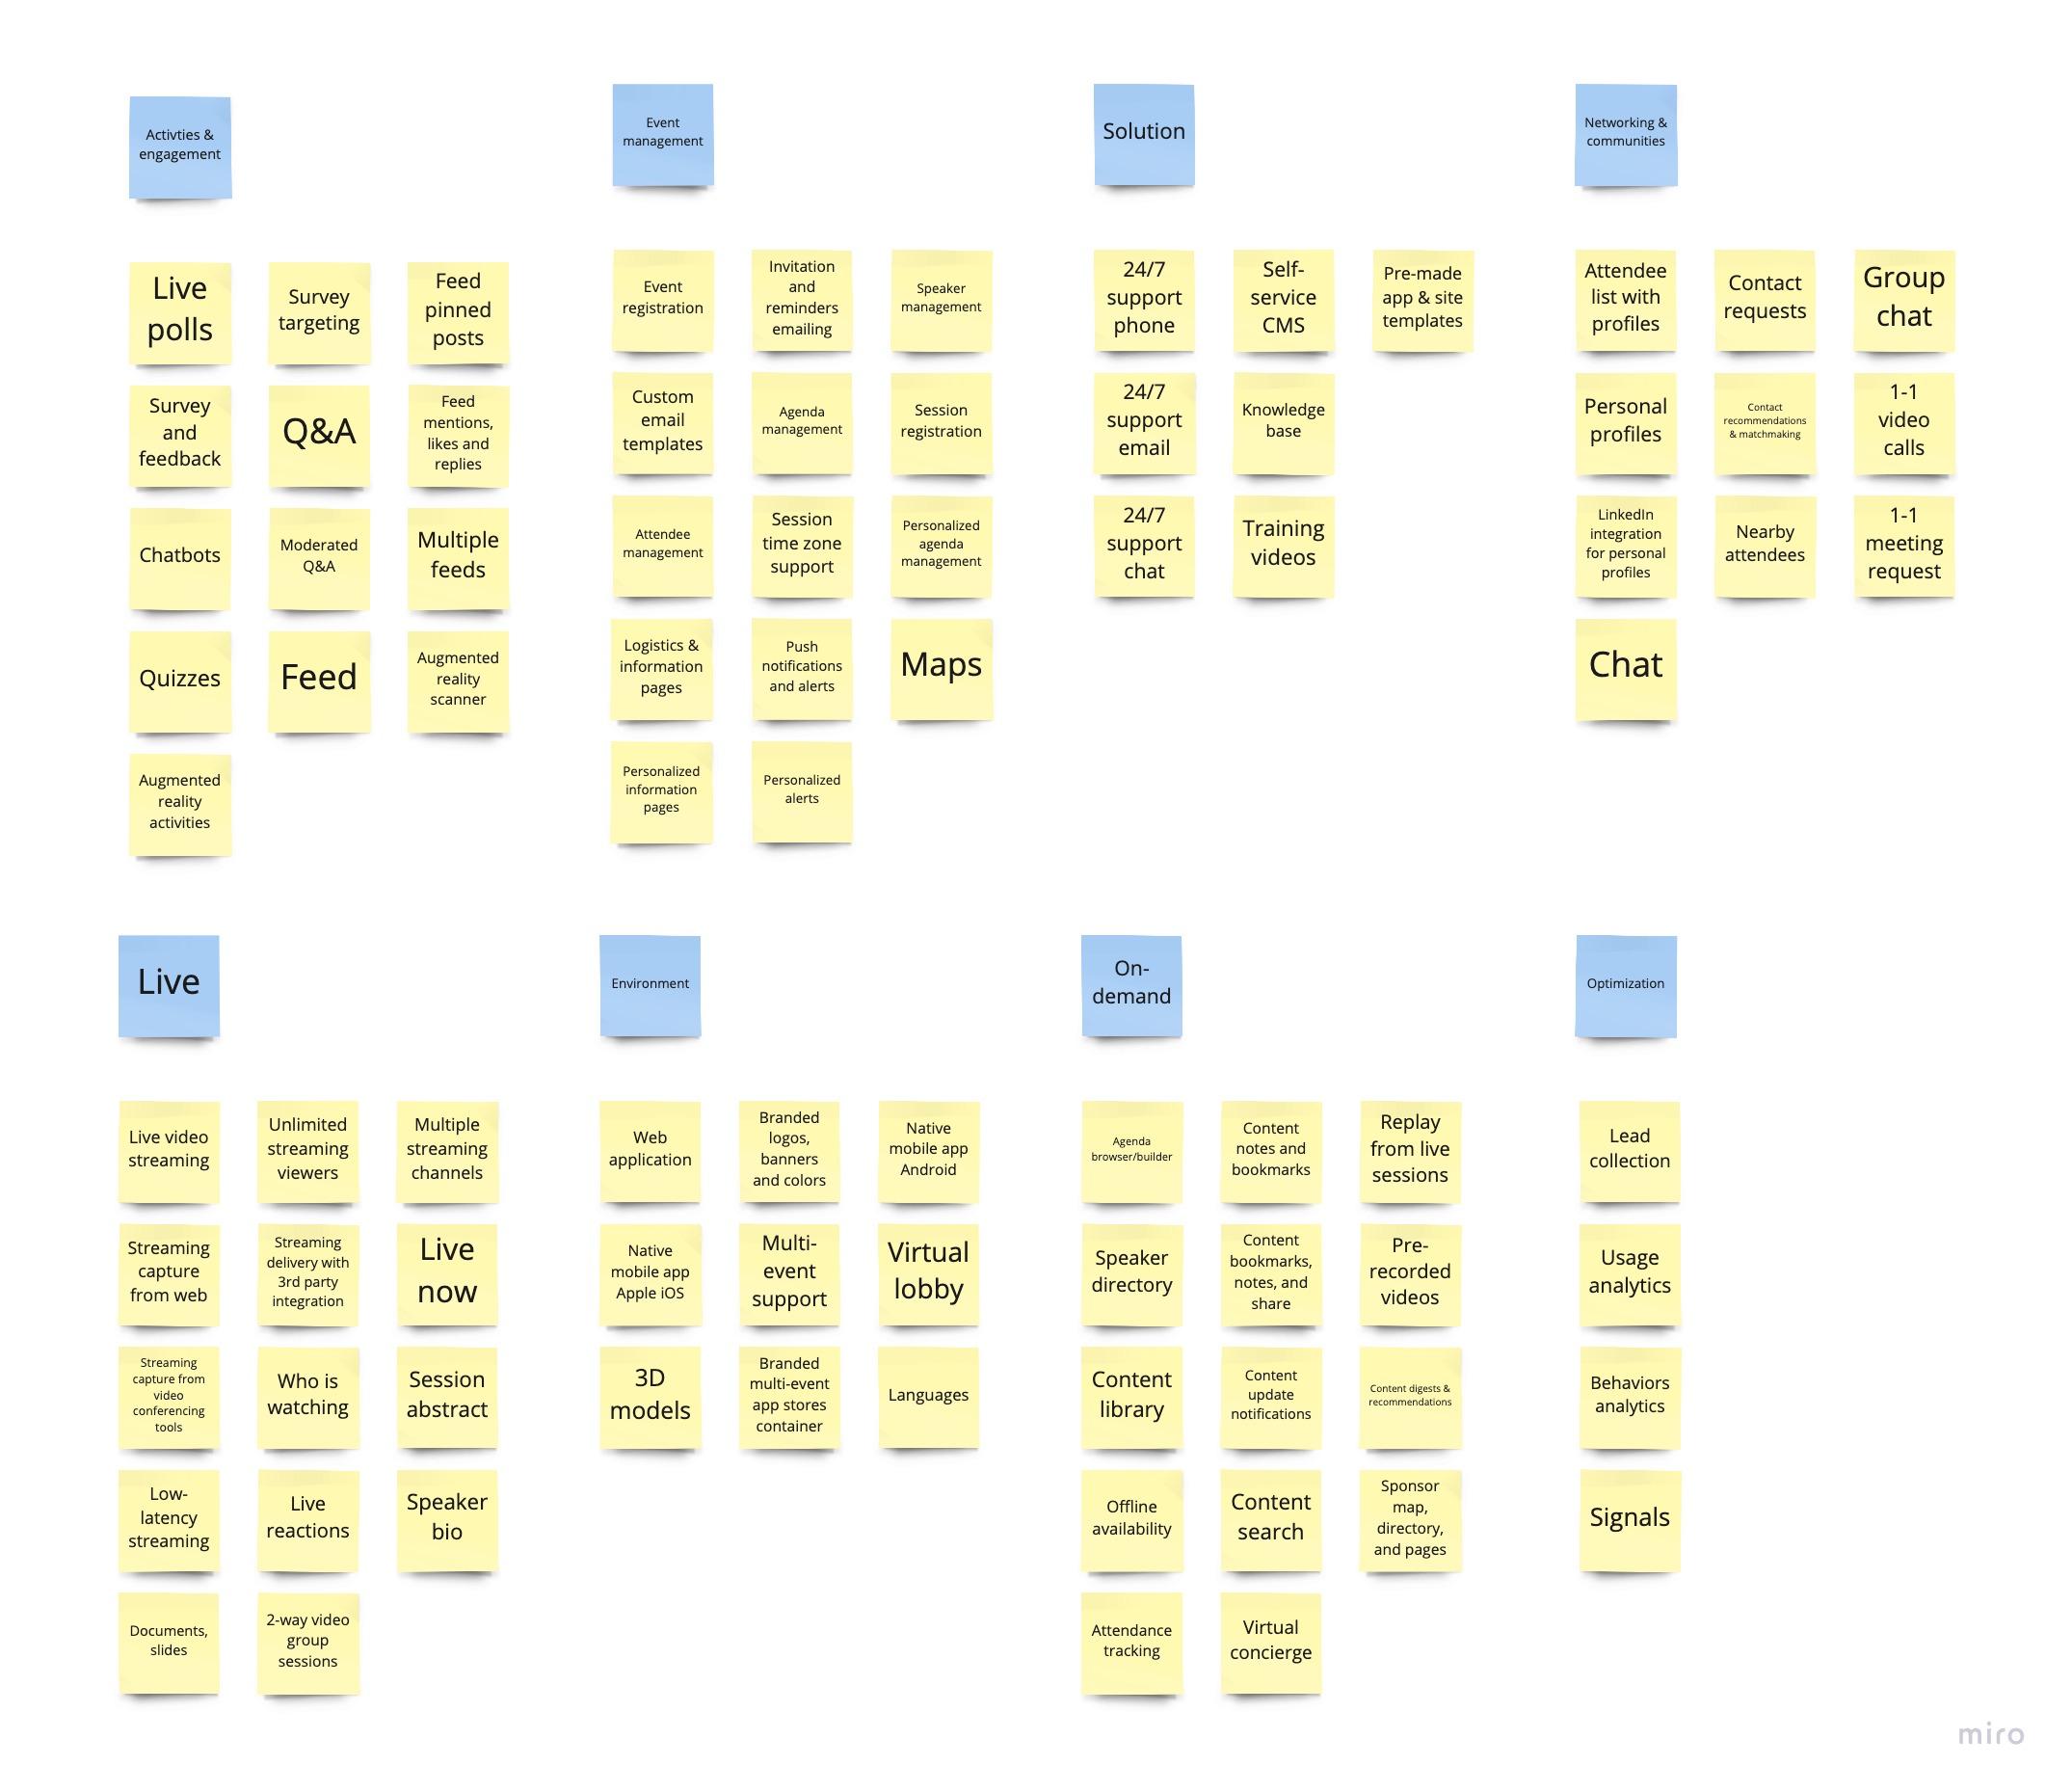 Activties &
engagement
Live
polls
Survey
targeting
Feed
pinned
posts
Survey
and
feedback
Q&A
Feed
mentions,
likes and
replies
Chatbots
Moderated
Q&A
Multiple
feeds
Quizzes
Feed
Augmented
reality
scanner
Augmented
reality
activities
Event
management
Event
registration
Invitation
and
reminders
emailing
Speaker
management
Custom
email
templates
Agenda
management
Session
registration
Attendee
management
Session
time zone
support
Personalized
agenda
management
Logistics &
information
pages
Push
notifications
and alerts
Maps
Personalized
information
pages
Personalized
alerts
Solution
24/7
support
phone
Self-
service
CMS
Pre-made
app & site
templates
24/7
support
email
Knowledge
base
24/7
support
chat
Training
videos
Networking &
communities
Attendee
list with
profiles
Contact
requests
Group
chat
Personal
profiles
Contact
recommendations
& matchmaking
1-1
video
calls
LinkedIn
integration
for personal
profiles
Nearby
attendees
1-1
meeting
request
Chat
Live
Live video
streaming
Unlimited
streaming
viewers
Multiple
streaming
channels
Streaming
capture
from web
Streaming
delivery with
3rd party
integration
Live
now
Streaming
capture from
video
conferencing
tools
Who is
watching
Session
abstract
Low-
latency
streaming
Live
reactions
Speaker
bio
Documents,
slides
2-way video
group
sessions
Environment
Web
application
Branded
logos,
banners
and colors
Native
mobile app
Android
Native
mobile app
Apple iOS
Multi-
event
support
Virtual
lobby
3D
models
Branded
multi-event
app stores
container
Languages
On-
demand
Agenda
browser/builder
Content
notes and
bookmarks
Replay
from live
sessions
Speaker
directory
Content
bookmarks,
notes, and
share
Pre-
recorded
videos
Content
library
Content
update
notifications
Content digests &
recommendations
Offline
availability
Content
search
Sponsor
map,
directory,
and pages
Attendance
tracking
Virtual
concierge
Optimization
Lead
collection
Usage
analytics
Behaviors
analytics
Signals
miro